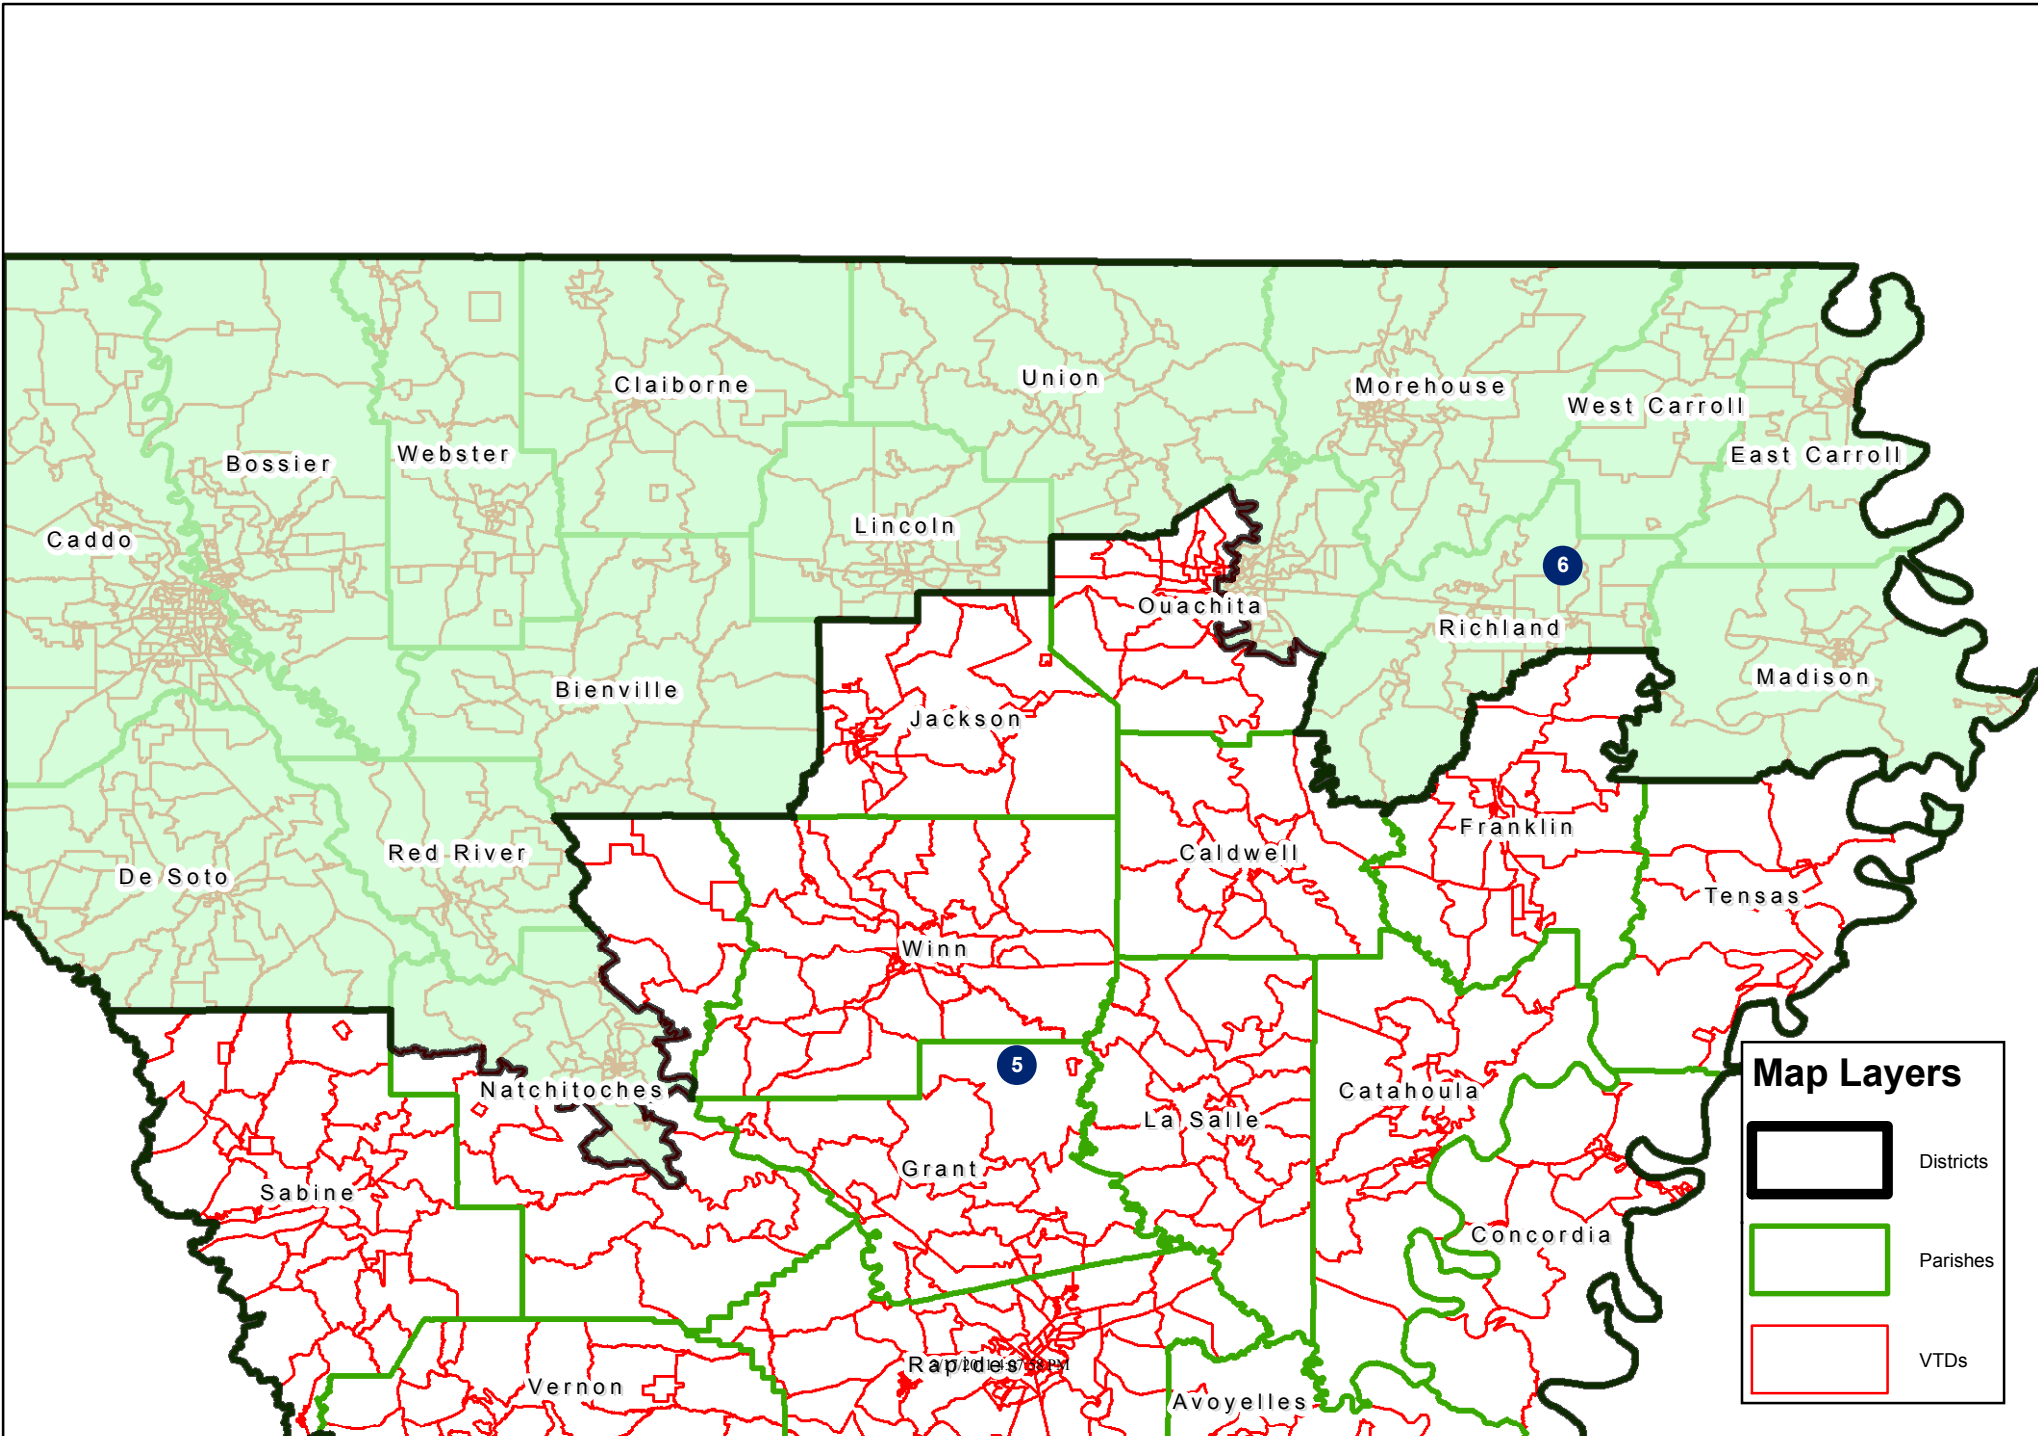 Claiborne
Union
Morehouse
West Carroll
Bossier
Webster
East Carroll
Caddo
Lincoln
6
Ouachita
Richland
Bienville
Madison
Jackson
Franklin
De Soto
Red River
Caldwell
Tensas
Winn
5
Natchitoches
La Salle
Catahoula
Grant
Sabine
Concordia
Rapides
Vernon
Avoyelles
Map Layers
Districts
Parishes
VTDs